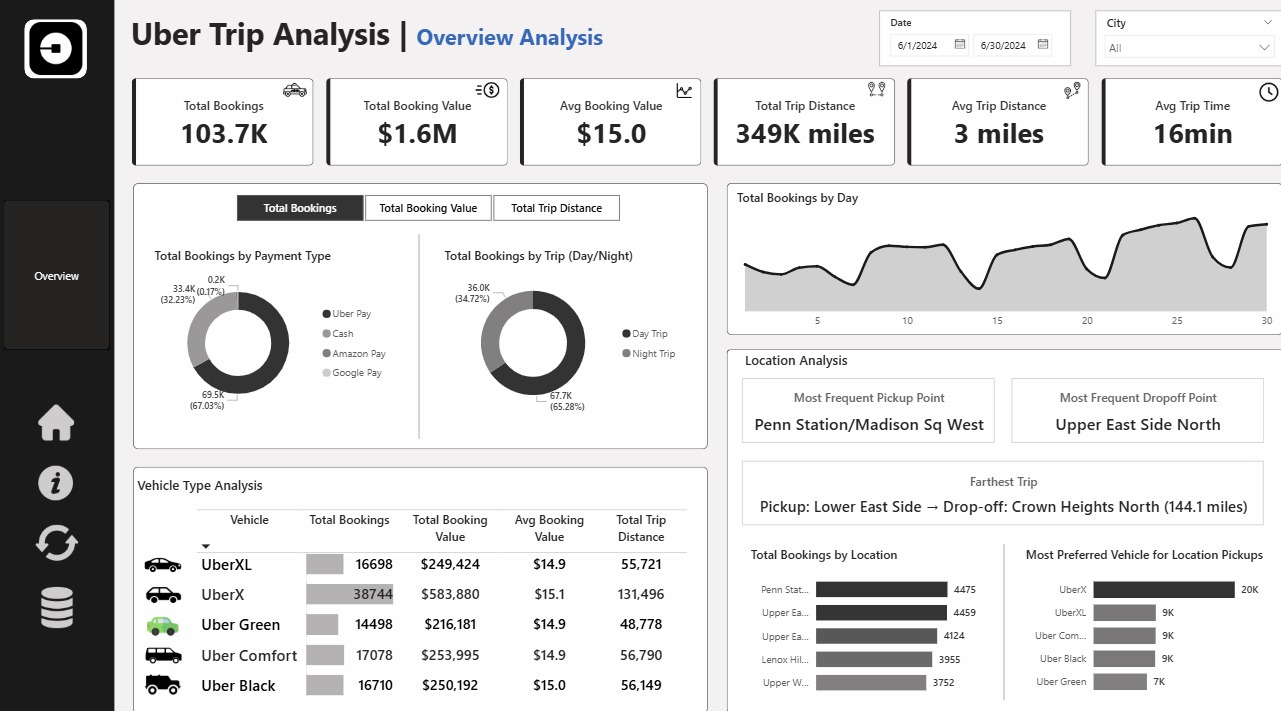 Uber Trip Analysis | Overview Analysis
Date
6/1/2024
6/30/2024
City
All
Total Bookings
103.7K
Total Booking Value
$1.6M
Avg Booking Value
$15.0
Total Trip Distance
349K miles
Avg Trip Distance
3 miles
Avg Trip Time
16min
Overview
Total Bookings
Total Booking Value
Total Trip Distance
Total Bookings by Payment Type
0.2K
(0.17%)
33.4K
(32.23%)
69.5K
(67.03%)
Uber Pay
Cash
Amazon Pay
Google Pay
Total Bookings by Trip (Day/Night)
36.0K
(34.72%)
67.7K
(65.28%)
Day Trip
Night Trip
Total Bookings by Day
5 10 15 20 25 30
Vehicle Type Analysis
Vehicle Total Bookings Total Booking Value Avg Booking Value Total Trip Distance
UberXL 16698 $249,424 $14.9 55,721
UberX 38744 $583,880 $15.1 131,496
Uber Green 14498 $216,181 $14.9 48,778
Uber Comfort 17078 $253,995 $14.9 56,790
Uber Black 16710 $250,192 $15.0 56,149
Location Analysis
Most Frequent Pickup Point
Penn Station/Madison Sq West
Most Frequent Dropoff Point
Upper East Side North
Farthest Trip
Pickup: Lower East Side → Drop-off: Crown Heights North (144.1 miles)
Total Bookings by Location
Penn Stat... 4475
Upper Ea... 4459
Upper Ea... 4124
Lenox Hil... 3955
Upper W... 3752
Most Preferred Vehicle for Location Pickups
UberX 20K
UberXL 9K
Uber Com... 9K
Uber Black 9K
Uber Green 7K